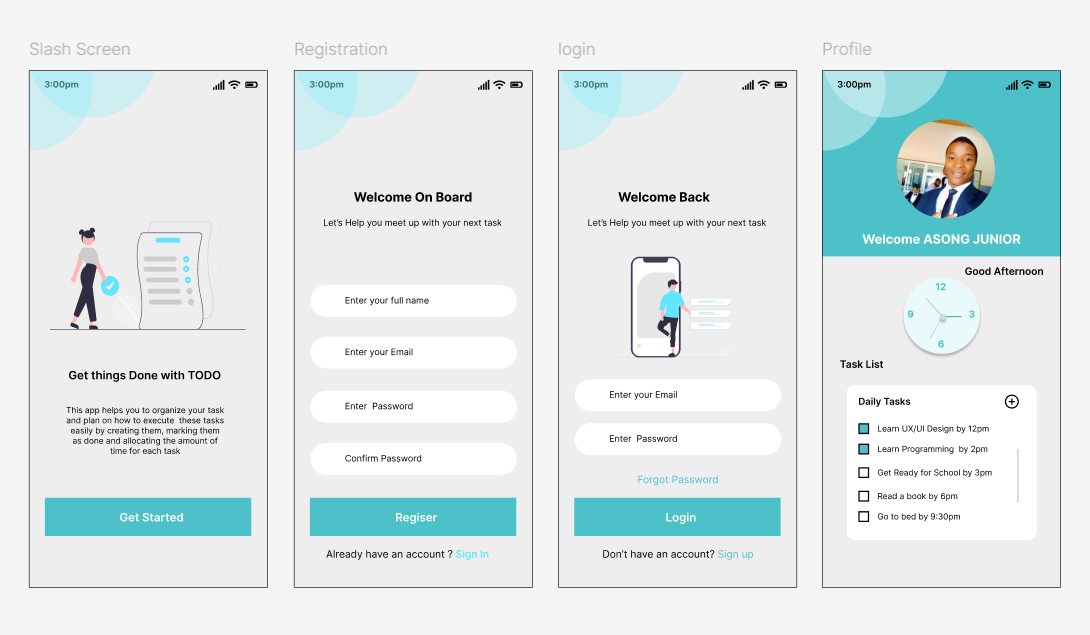 Slash Screen
3:00pm
Get things Done with TODO
This app helps you to organize your task
and plan on how to execute these tasks
easily by creating them, marking them
as done and allocating the amount of
time for each task
Get Started
Registration
3:00pm
Welcome On Board
Let's Help you meet up with your next task
Enter your full name
Enter your Email
Enter Password
Confirm Password
Regiser
Already have an account ? Sign In
login
Welcome Back
Let's Help you meet up with your next task
Enter your Email
Enter Password
Forgot Password
Login
Don't have an account? Sign up
Profile
3:00pm
Welcome ASONG JUNIOR
Good Afternoon
12
9 3
6
Task List
Daily Tasks
Learn UX/UI Design by 12pm
Learn Programming by 2pm
Get Ready for School by 3pm
Read a book by 6pm
Go to bed by 9:30pm